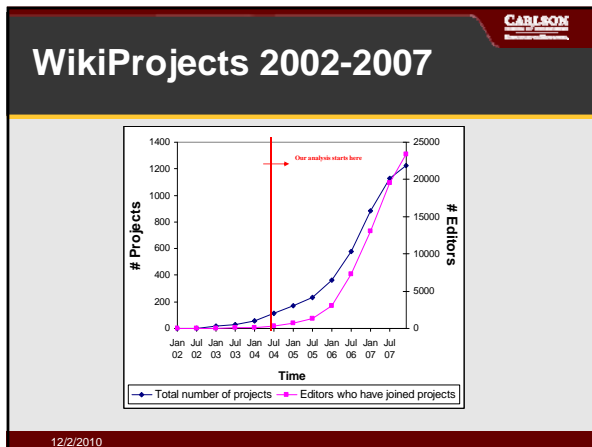 CARLSON
WikiProjects 2002-2007
1400
1200
1000
800
600
400
200
0
# Projects
Our analysis starts here
25000
20000
15000
10000
5000
0
# Editors
Jan Jul Jan Jul Jan Jul Jan Jul Jan Jul Jan Jul
02 02 03 03 04 04 05 05 06 06 07 07
Time
Total number of projects Editors who have joined projects
12/2/2010